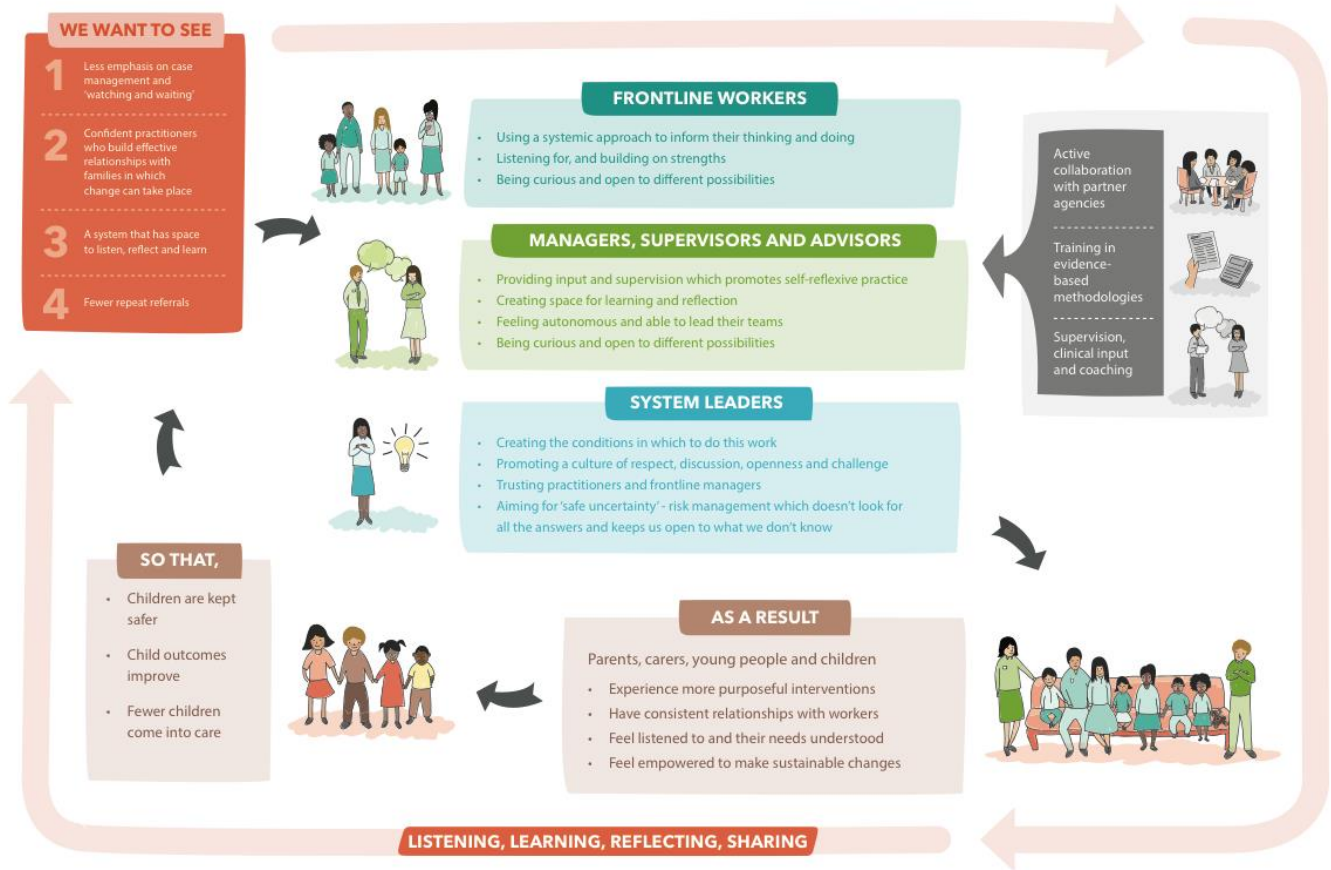 WE WANT TO SEE
1
Less emphasis on case
management and
‘watching and waiting’
2
Confident practitioners
who build effective
relationships with
families in which
change can take place
3
A system that has space
to listen, reflect and learn
4
Fewer repeat referrals
FRONTLINE WORKERS
• Using a systemic approach to inform their thinking and doing
• Listening for, and building on strengths
• Being curious and open to different possibilities
MANAGERS, SUPERVISORS AND ADVISORS
• Providing input and supervision which promotes self-reflexive practice
• Creating space for learning and reflection
• Feeling autonomous and able to lead their teams
• Being curious and open to different possibilities
SYSTEM LEADERS
• Creating the conditions in which to do this work
• Promoting a culture of respect, discussion, openness and challenge
• Trusting practitioners and frontline managers
• Aiming for ‘safe uncertainty’ - risk management which doesn't look for
all the answers and keeps us open to what we don't know
Active
collaboration
with partner
agencies
Training in
evidence-
based
methodologies
Supervision,
clinical input
and coaching
AS A RESULT
Parents, carers, young people and children
• Experience more purposeful interventions
• Have consistent relationships with workers
• Feel listened to and their needs understood
• Feel empowered to make sustainable changes
SO THAT,
• Children are kept
safer
• Child outcomes
improve
• Fewer children
come into care
LISTENING, LEARNING, REFLECTING, SHARING